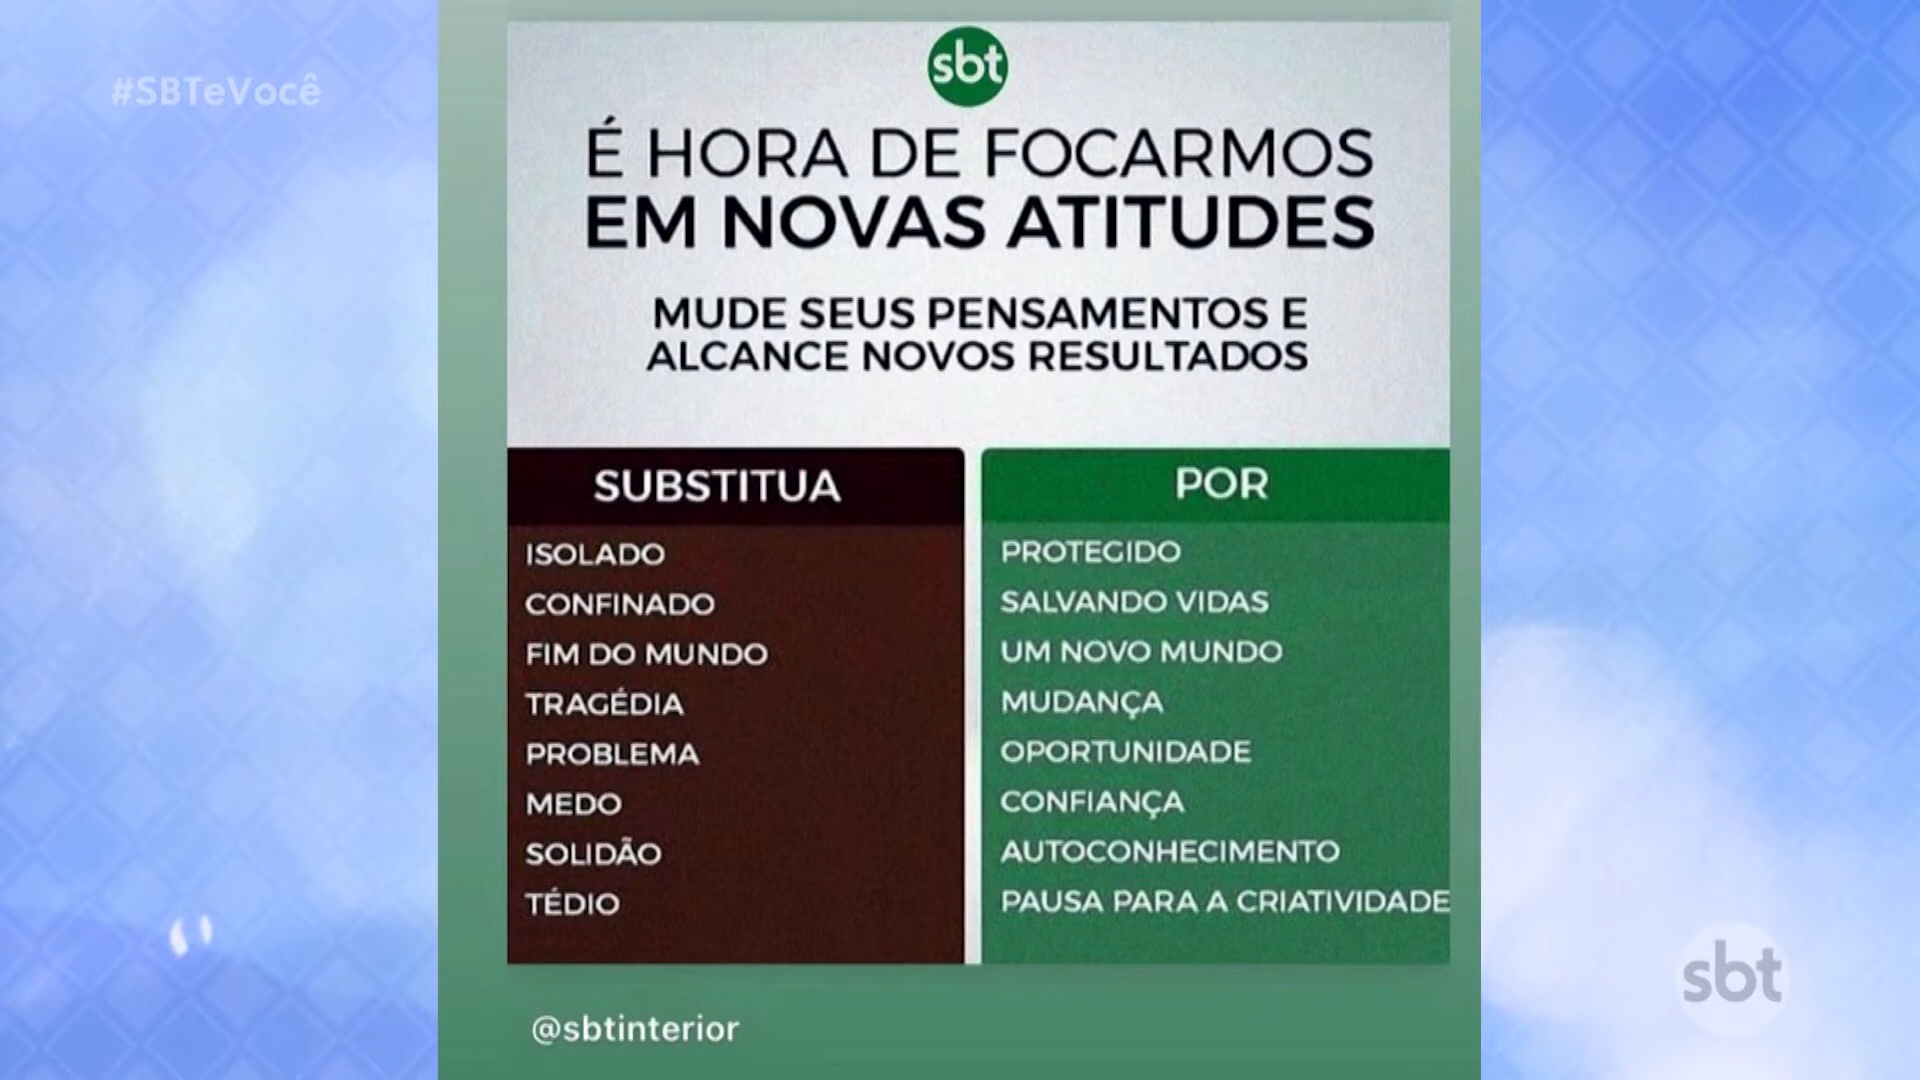 #SBTeVocê
sbt
É HORA DE FOCARMOS
EM NOVAS ATITUDES
MUDE SEUS PENSAMENTOS E
ALCANCE NOVOS RESULTADOS
SUBSTITUA
ISOLADO
CONFINADO
FIM DO MUNDO
TRAGÉDIA
PROBLEMA
MEDO
SOLIDÃO
TÉDIO
POR
PROTEGIDO
SALVANDO VIDAS
UM NOVO MUNDO
MUDANÇA
OPORTUNIDADE
CONFIANÇA
AUTOCONHECIMENTO
PAUSA PARA A CRIATIVIDADE
@sbtinterior
sbt